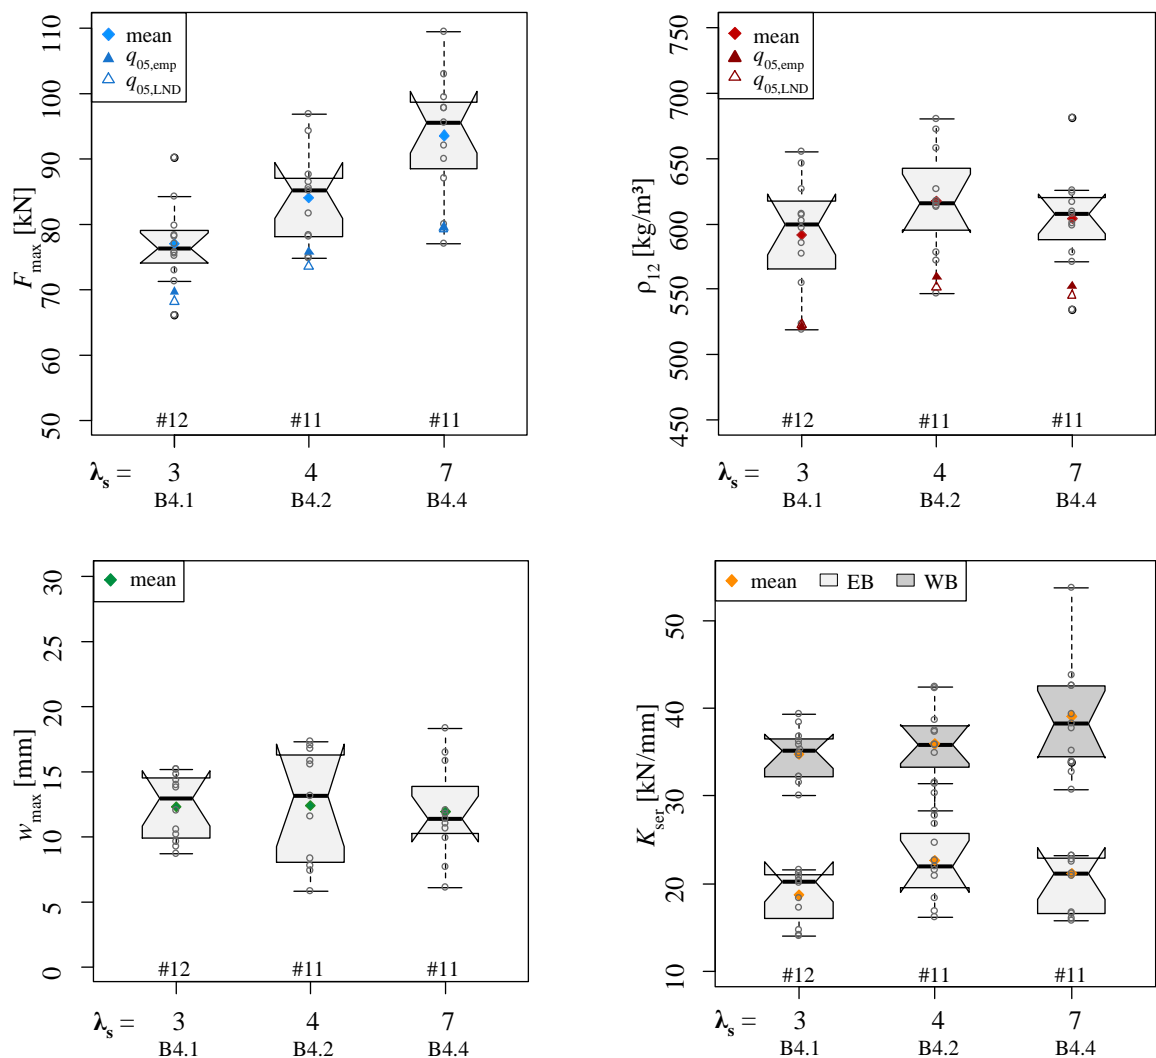 mean
q05,emp
q05,LND
F max [kN]
50 60 70 80 90 100 110
#12 #11 #11
λs = 3 4 7
B4.1 B4.2 B4.4
mean
q05,emp
q05,LND
ρ12 [kg/m³]
450 500 550 600 650 700 750
#12 #11 #11
λs = 3 4 7
B4.1 B4.2 B4.4
mean
w max [mm]
0 5 10 15 20 25 30
#12 #11 #11
λs = 3 4 7
B4.1 B4.2 B4.4
mean EB WB
K ser [kN/mm]
10 20 30 40 50
#12 #11 #11
λs = 3 4 7
B4.1 B4.2 B4.4